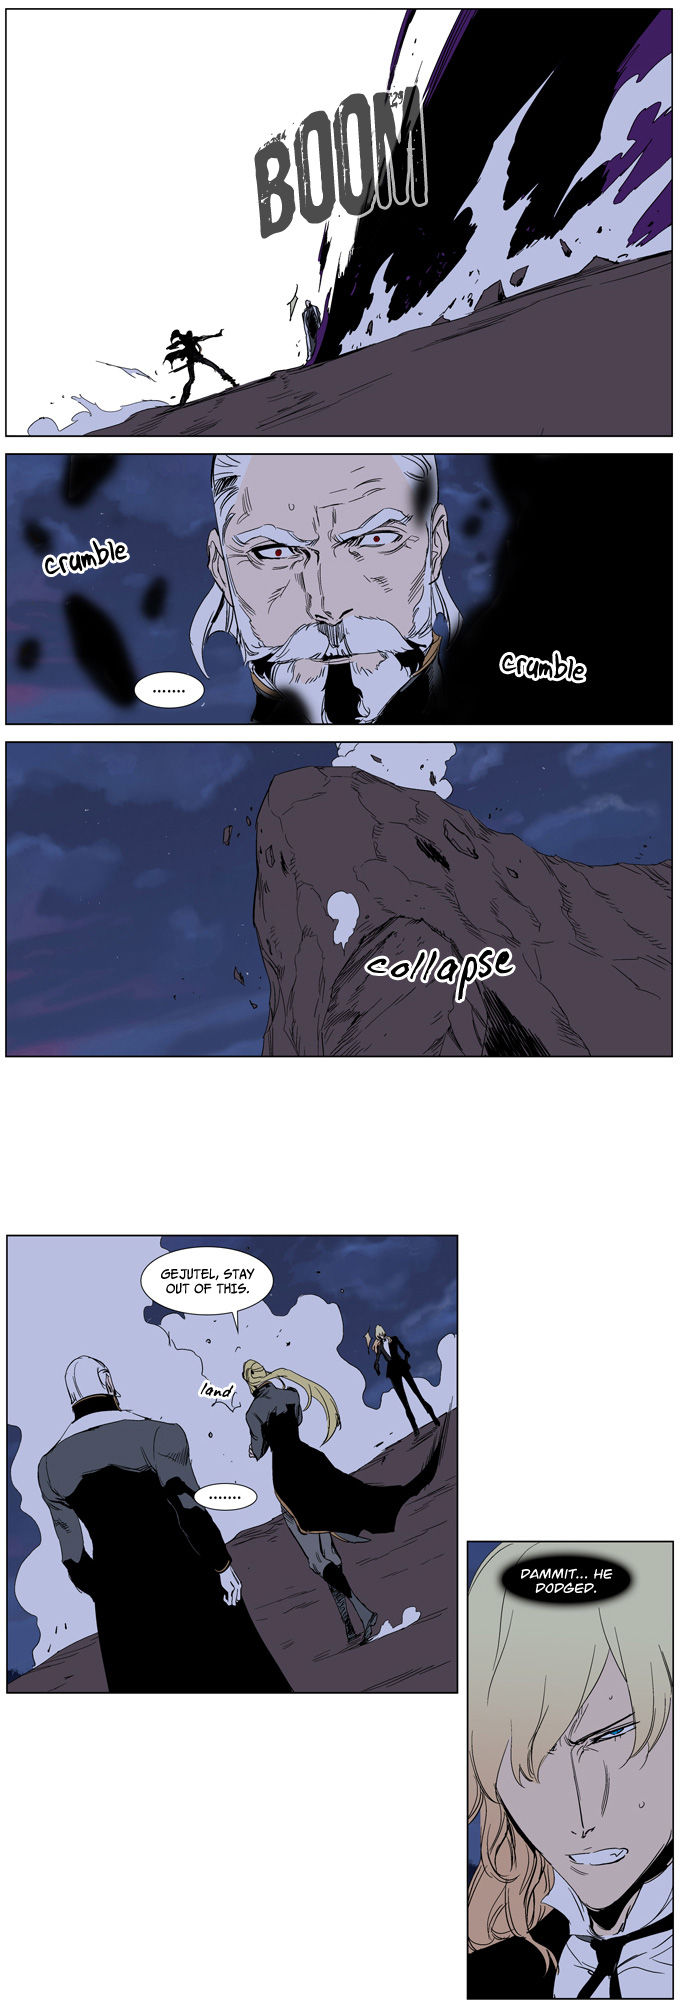 BOOM
crumble
crumble
.......
collapse
GEJUTEL, STAY
OUT OF THIS.
land
.......
DAMMIT... HE
DODGED.